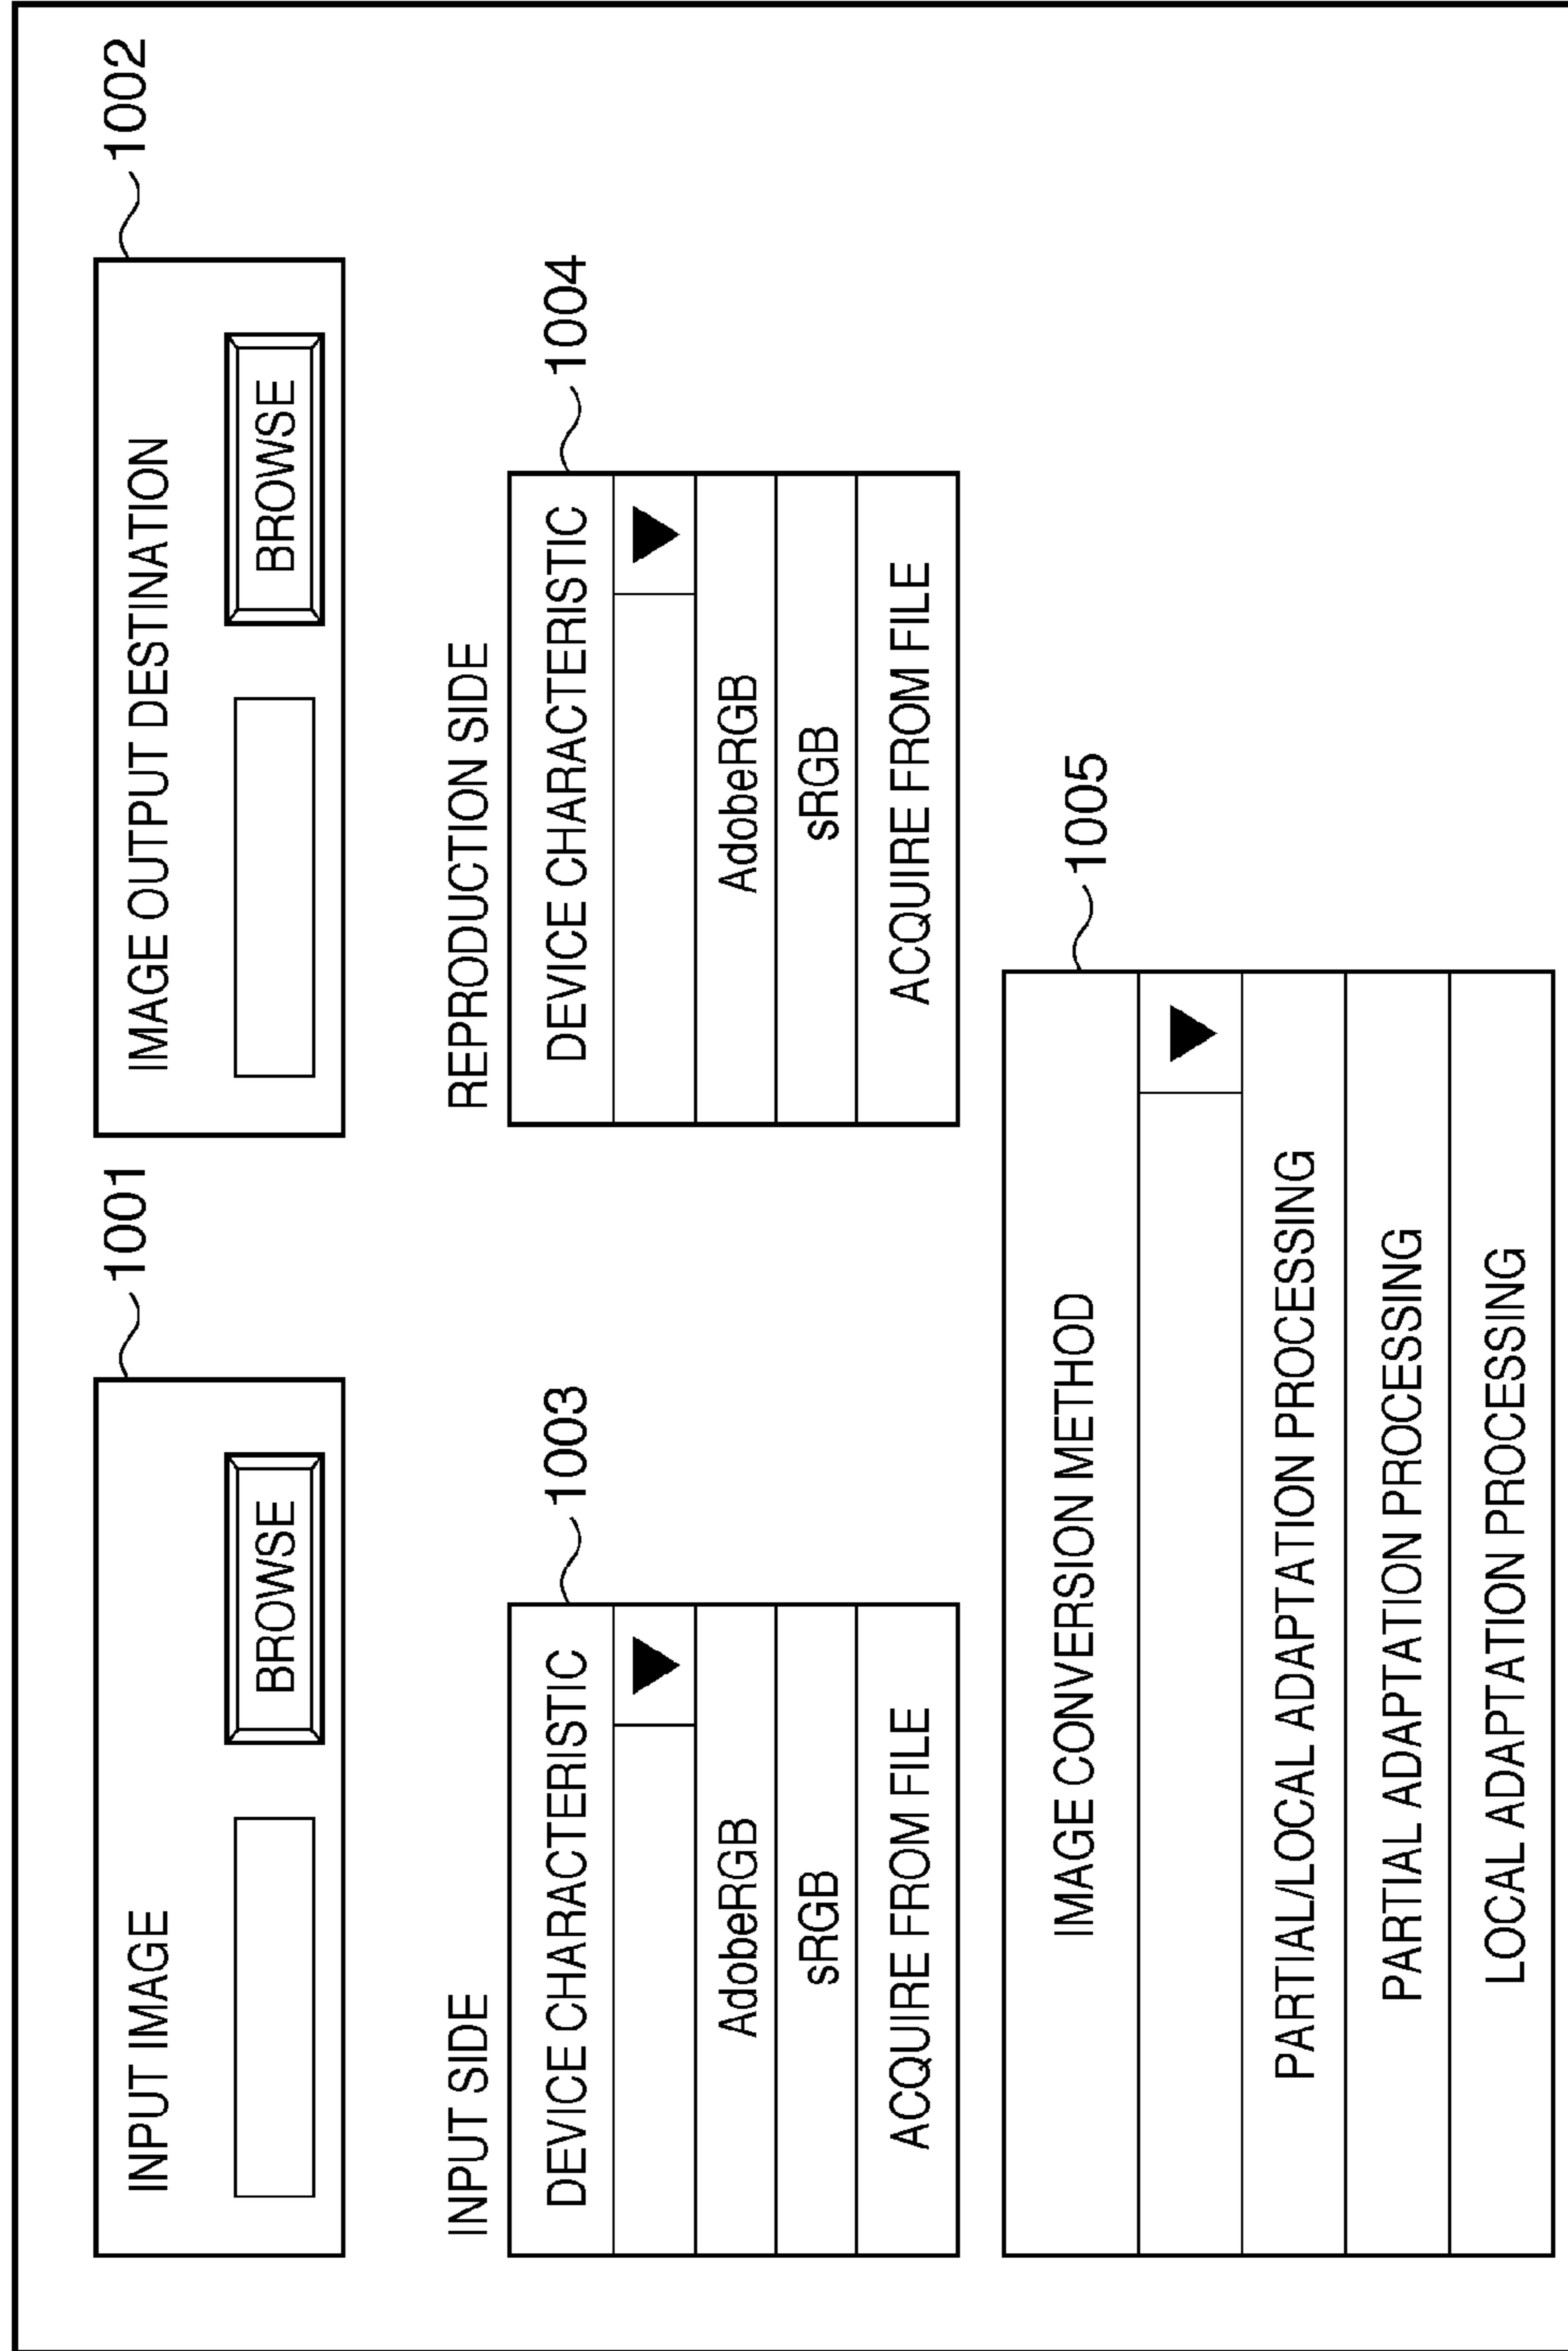 INPUT IMAGE
BROWSE
1001
IMAGE OUTPUT DESTINATION
BROWSE
1002
INPUT SIDE
DEVICE CHARACTERISTIC
AdobeRGB
sRGB
ACQUIRE FROM FILE
1003
REPRODUCTION SIDE
DEVICE CHARACTERISTIC
AdobeRGB
sRGB
ACQUIRE FROM FILE
1004
IMAGE CONVERSION METHOD
PARTIAL/LOCAL ADAPTATION PROCESSING
PARTIAL ADAPTATION PROCESSING
LOCAL ADAPTATION PROCESSING
1005